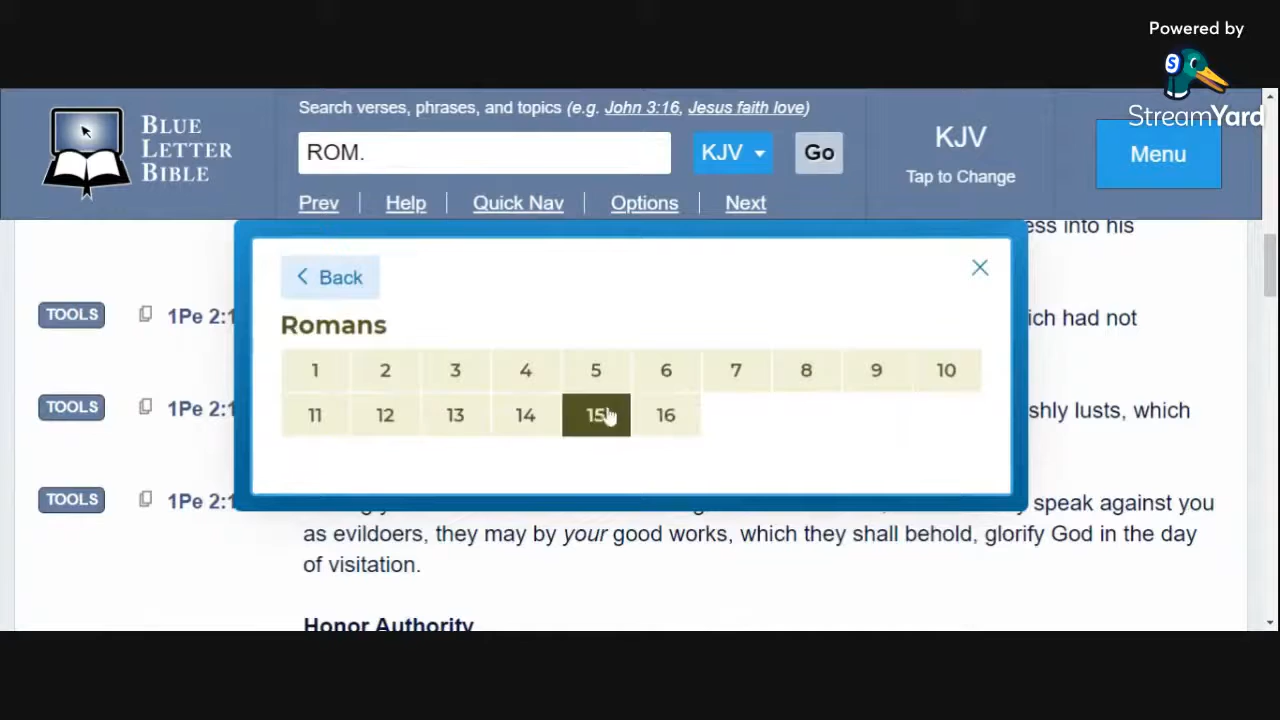 Powered by
StreamYard
Search verses, phrases, and topics (e.g. John 3:16, Jesus faith love)
BLUE
LETTER
BIBLE
ROM.
KJV
Go
KJV
Tap to Change
Menu
Prev
Help
Quick Nav
Options
Next
ess into his
Back
Romans
1 2 3 4 5 6 7 8 9 10
11 12 13 14 15 16
TOOLS 1Pe 2:1 ich had not
TOOLS 1Pe 2:1 shly lusts, which
TOOLS 1Pe 2:1 speak against you
as evildoers, they may by your good works, which they shall behold, glorify God in the day
of visitation.
Honor Authority